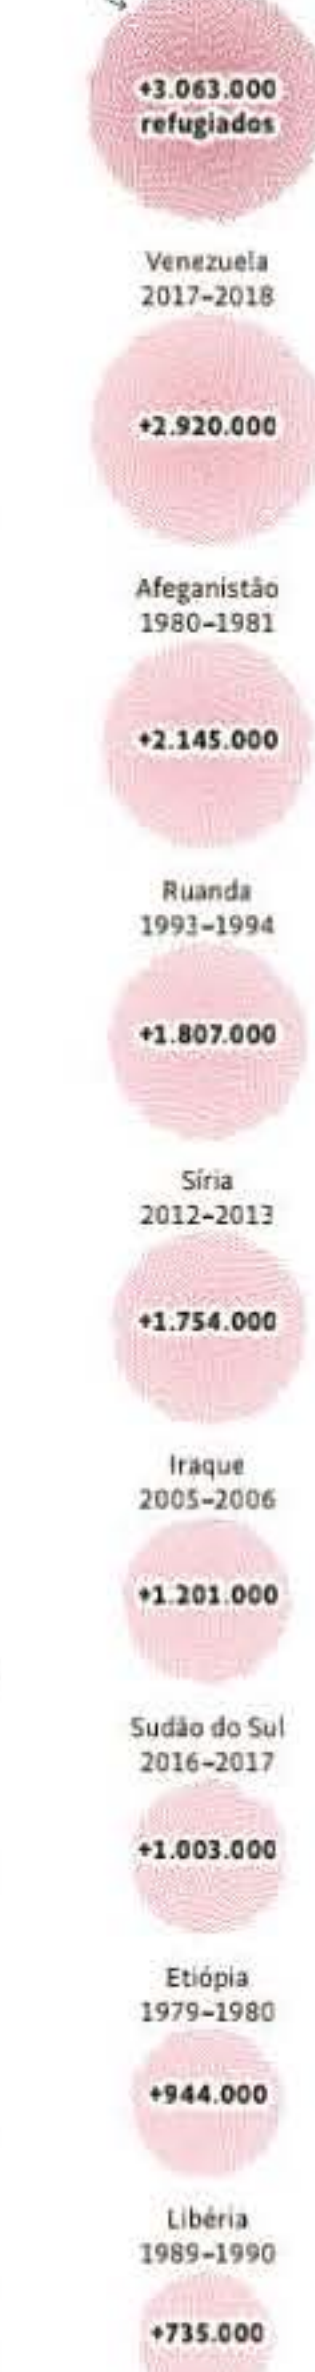 +3.063.000
refugiados
Venezuela
2017–2018
+2.920.000
Afeganistão
1980–1981
+2.145.000
Ruanda
1993–1994
+1.807.000
Síria
2012–2013
+1.754.000
Iraque
2005–2006
+1.201.000
Sudão do Sul
2016–2017
+1.003.000
Etiópia
1979–1980
+944.000
Libéria
1989–1990
+735.000